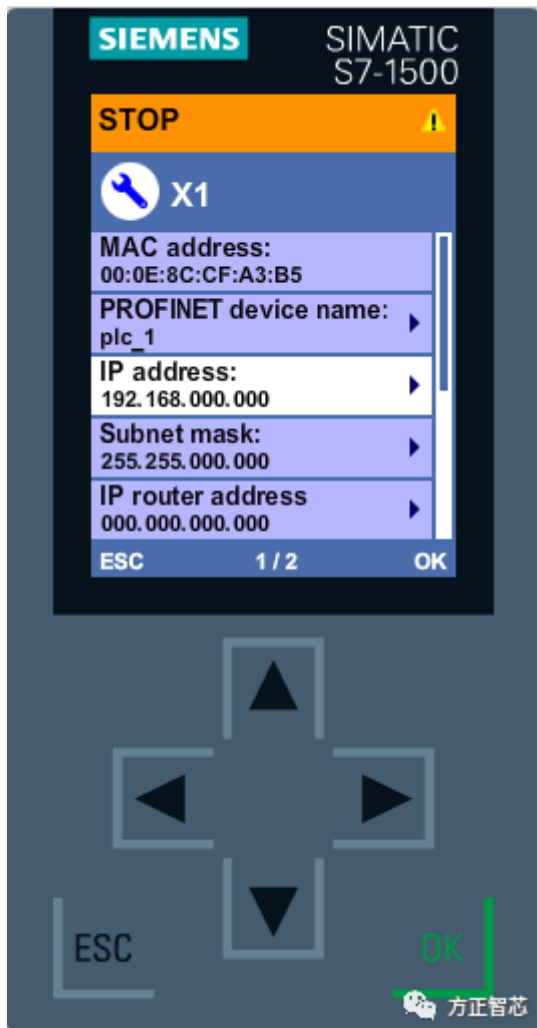 SIEMENS
SIMATIC
S7-1500
STOP
X1
MAC address:
00:0E:8C:CF:A3:B5
PROFINET device name:
plc_1
IP address:
192.168.000.000
Subnet mask:
255.255.000.000
IP router address
000.000.000.000
ESC 1/2 OK
ESC OK
方正智芯